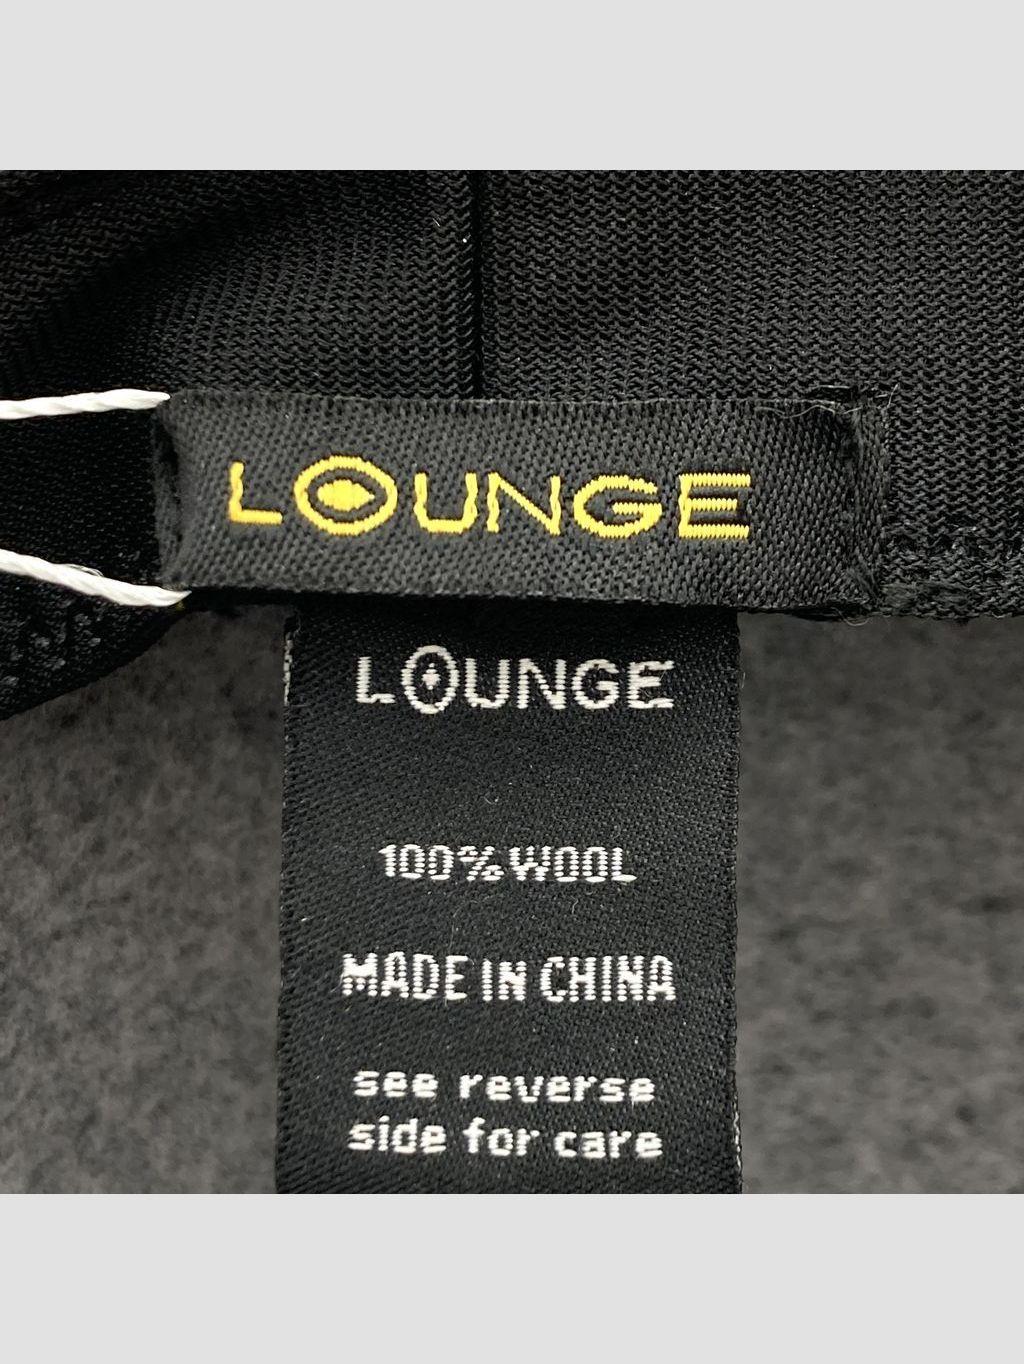 LOUNGE
LOUNGE
100% WOOL
MADE IN CHINA
see reverse
side for care